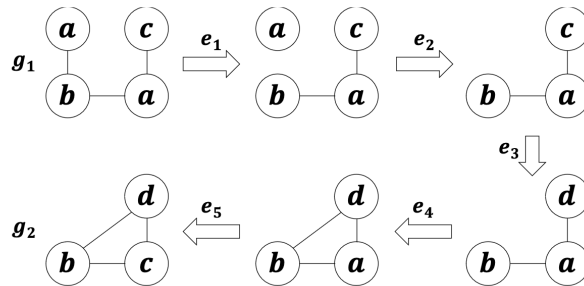 a c e₁ a c e₂ c
g₁ b a b a b a
e₃
d e₅ d e₄ d
g₂ b c b a b a